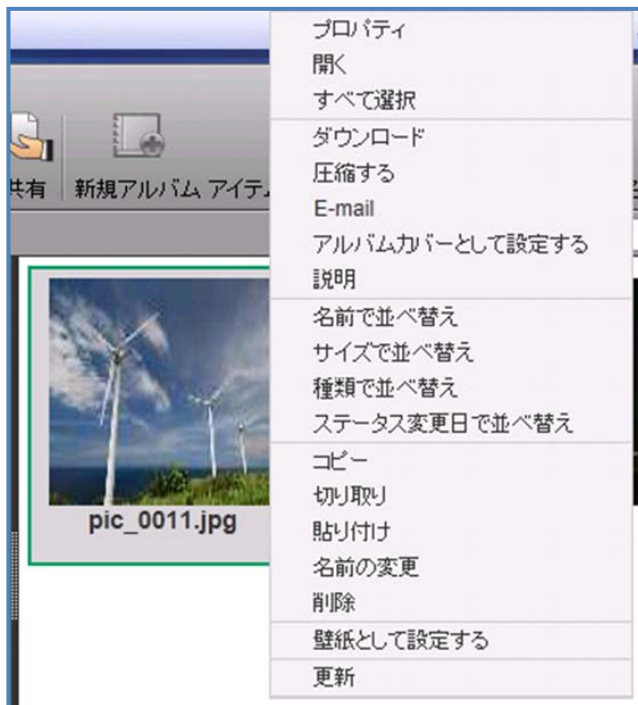 プロパティ
開く
すべて選択
ダウンロード
圧縮する
E-mail
アルバムカバーとして設定する
説明
名前で並べ替え
サイズで並べ替え
種類で並べ替え
ステータス変更日で並べ替え
コピー
切り取り
貼り付け
名前の変更
削除
壁紙として設定する
更新
共有
新規アルバム
アイテ
pic_0011.jpg